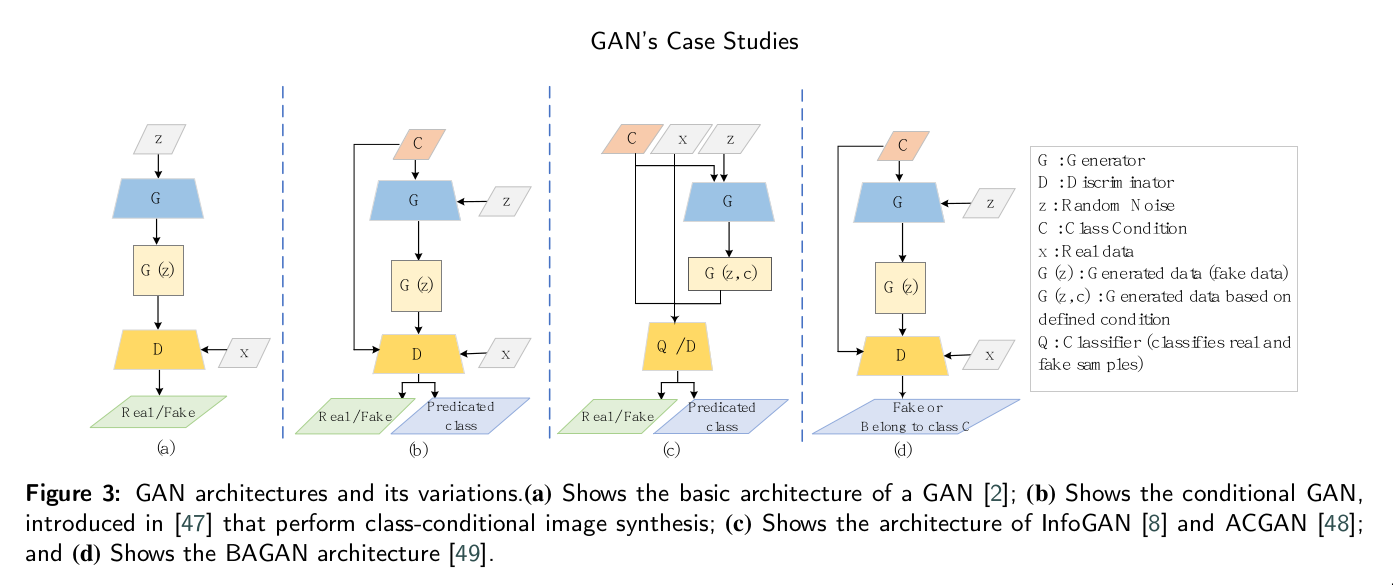 GAN's Case Studies
z
G
G (z)
D
x
Real/Fake
(a)
C
G
z
G (z)
D
x
Real/Fake
Predicated
class
(b)
C
x
z
G
G (z,c)
Q /D
Real/Fake
Predicated
class
(c)
C
G
z
G (z)
D
x
Fake or
Belong to class C
(d)
G :Generator
D :Discriminator
z :Random Noise
C :Class Condition
x :Real data
G (z) :Generated data (fake data)
G (z,c) :Generated data based on
defined condition
Q :Classifier (classifies real and
fake samples)
Figure 3: GAN architectures and its variations.(a) Shows the basic architecture of a GAN [2]; (b) Shows the conditional GAN,
introduced in [47] that perform class-conditional image synthesis; (c) Shows the architecture of InfoGAN [8] and ACGAN [48];
and (d) Shows the BAGAN architecture [49].